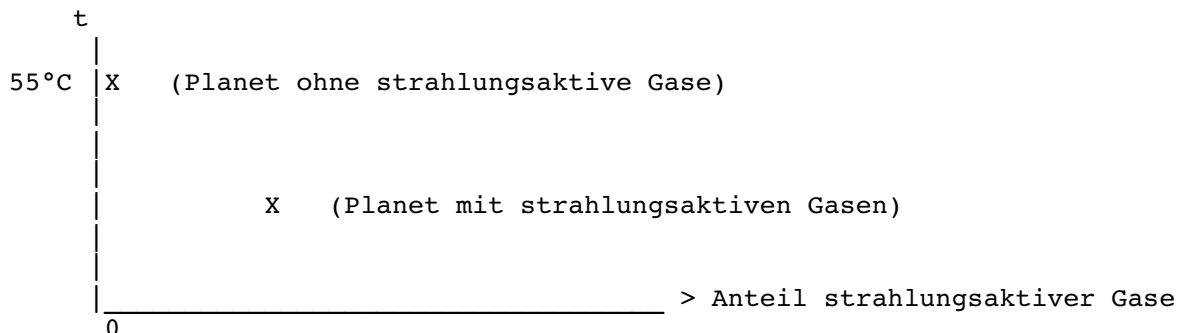 t
55°C X (Planet ohne strahlungsaktive Gase)
X (Planet mit strahlungsaktiven Gasen)
> Anteil strahlungsaktiver Gase
0